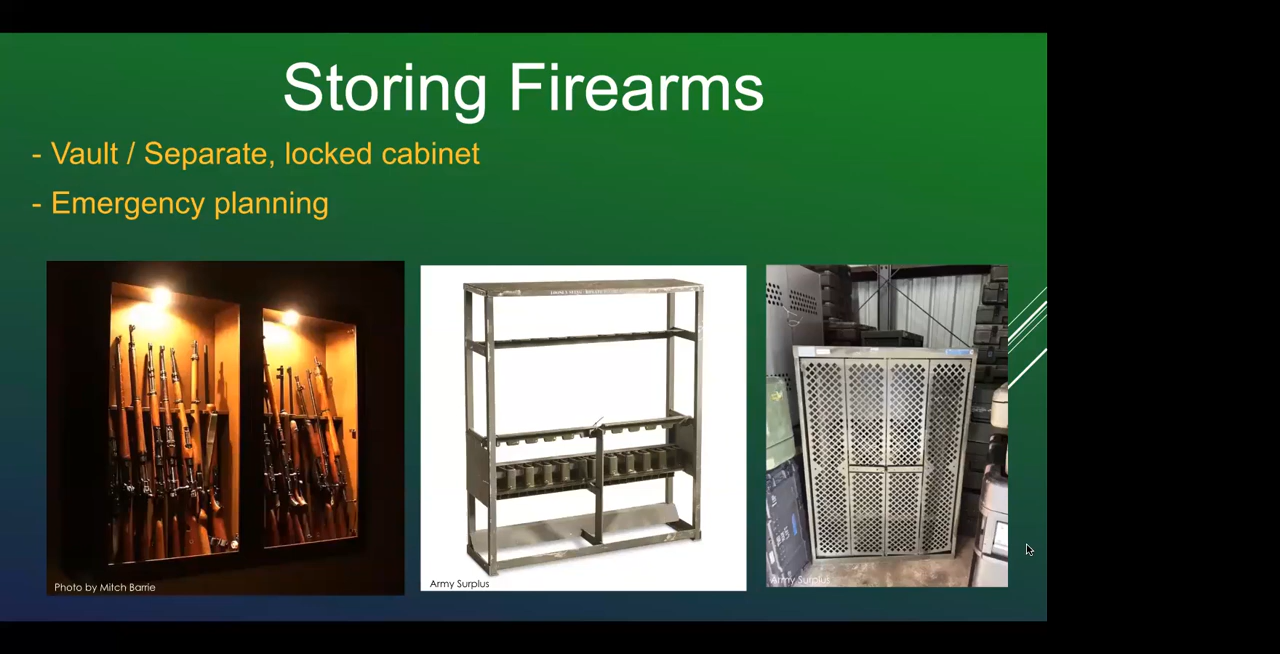 Storing Firearms
- Vault / Separate, locked cabinet
- Emergency planning
Photo by Mitch Barrie
Army Surplus
Army Surplus